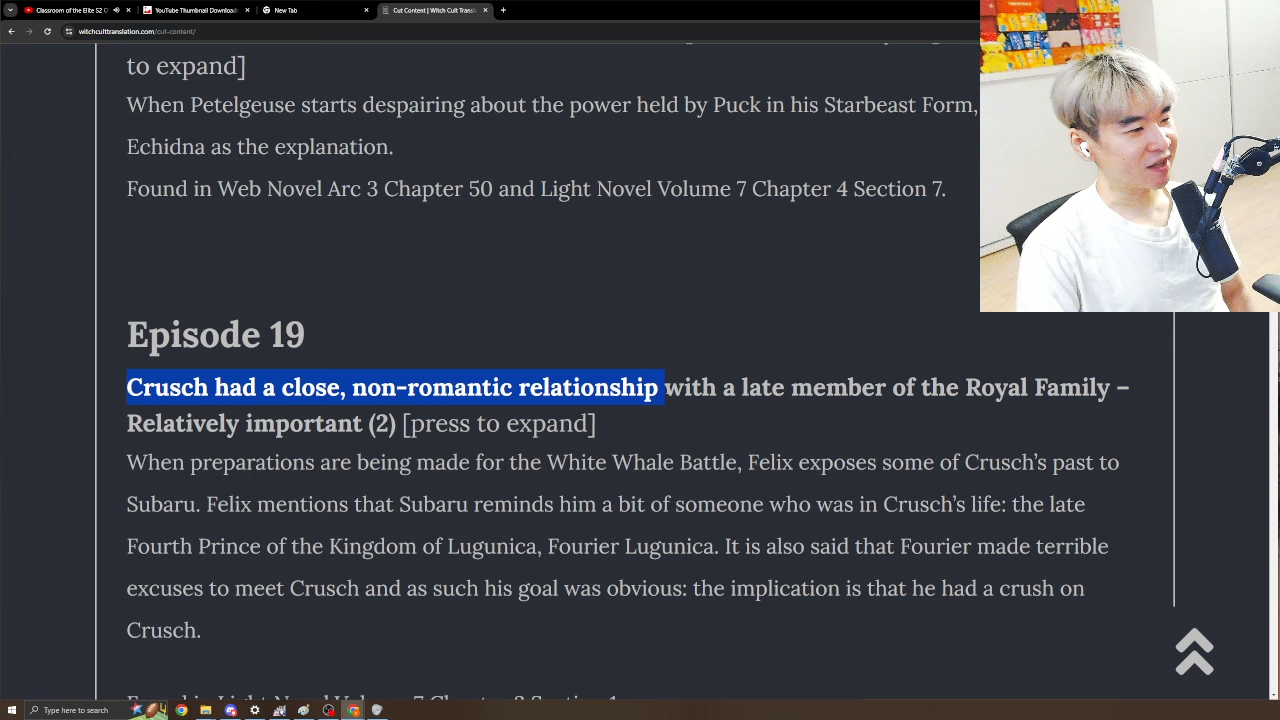 Classroom of the Elite S2 O
YouTube Thumbnail Download
New Tab
Cut Content | Witch Cult Trans
witchculttranslation.com/cut-content/
to expand]
When Petelgeuse starts despairing about the power held by Puck in his Starbeast Form,
Echidna as the explanation.
Found in Web Novel Arc 3 Chapter 50 and Light Novel Volume 7 Chapter 4 Section 7.
Episode 19
Crusch had a close, non-romantic relationship with a late member of the Royal Family –
Relatively important (2) [press to expand]
When preparations are being made for the White Whale Battle, Felix exposes some of Crusch's past to
Subaru. Felix mentions that Subaru reminds him a bit of someone who was in Crusch's life: the late
Fourth Prince of the Kingdom of Lugunica, Fourier Lugunica. It is also said that Fourier made terrible
excuses to meet Crusch and as such his goal was obvious: the implication is that he had a crush on
Crusch.
Type here to search